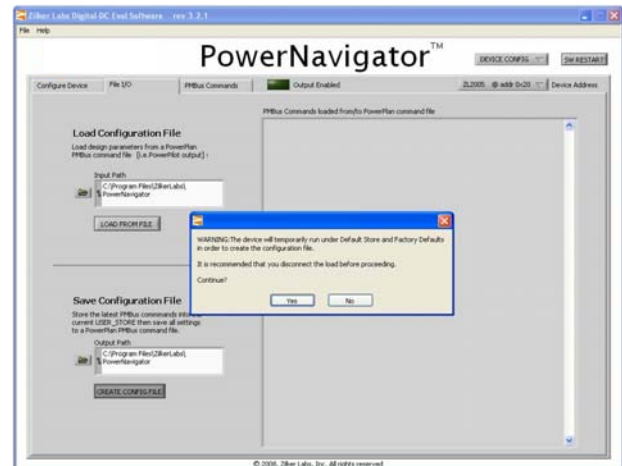 Zilker Labs Digital-DC Eval Software rev 3.2.1
File Help
PowerNavigator™
DEVICE CONFIG
SW RESTART
Configure Device
File I/O
PMBus Commands
Output Enabled
ZL2005 @ addr 0x20
Device Address
PMBus Commands loaded from/to PowerPlan command file
Load Configuration File
Load design parameters from a PowerPlan
PMBus command file [i.e PowerPilot output] :
Input Path
C:\Program Files\ZilkerLabs\
PowerNavigator
LOAD FROM FILE
WARNING:The device will temporarily run under Default Store and Factory Defaults
in order to create the configuration file.
It is recommended that you disconnect the load before proceeding.
Continue?
Yes
No
Save Configuration File
Store the latest PMBus commands into
current USER_STORE then save all settings
to a PowerPlan PMBus command file.
Output Path
C:\Program Files\ZilkerLabs\
PowerNavigator
CREATE CONFIG FILE
© 2008, Zilker Labs, Inc. All rights reserved